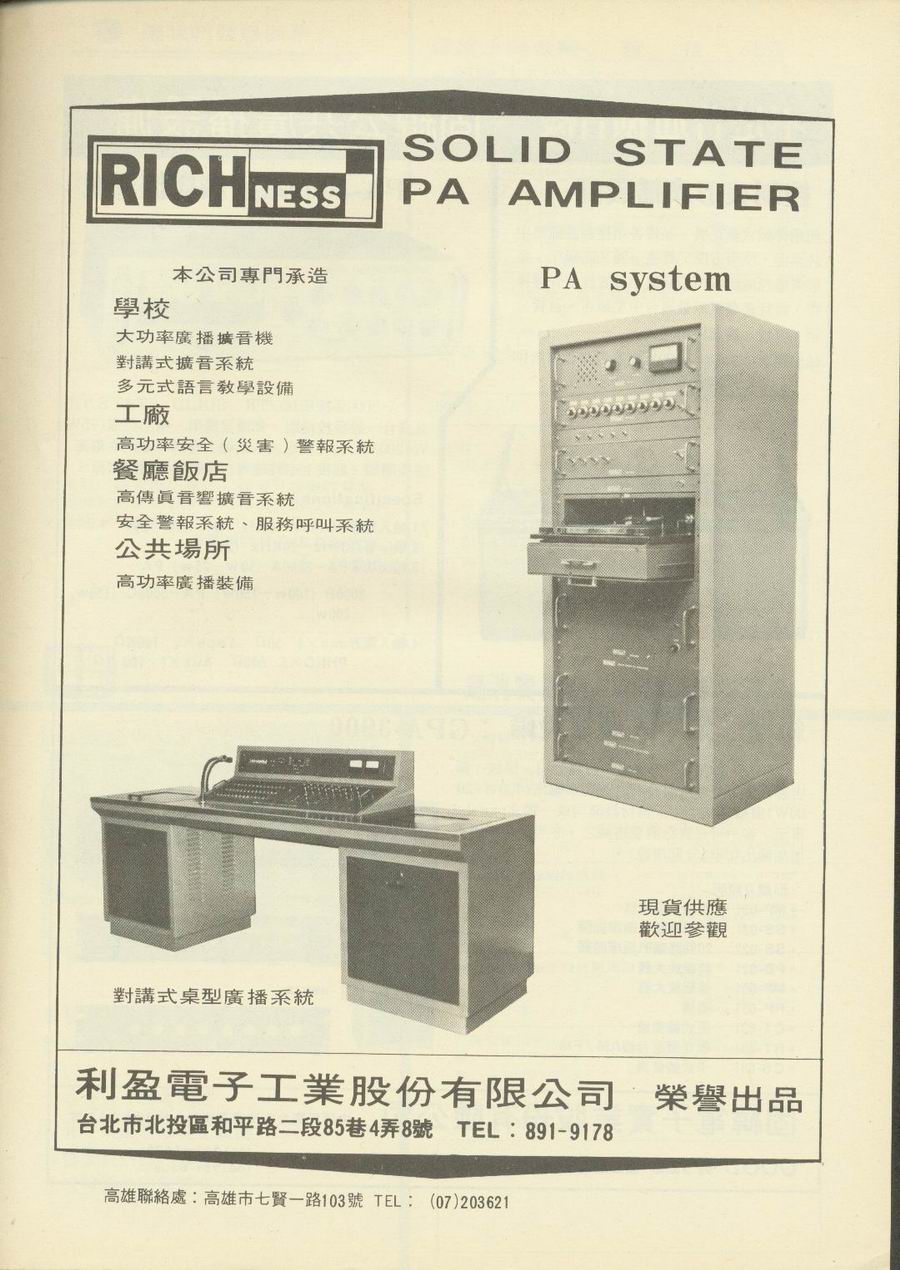 RICHNESS
SOLID STATE
PA AMPLIFIER
本公司專門承造
學校
大功率廣播擴音機
對講式擴音系統
多元式語言教學設備
工廠
高功率安全（災害）警報系統
餐廳飯店
高傳眞音響擴音系統
安全警報系統、服務呼叫系統
公共場所
高功率廣播裝備
PA system
現貨供應
歡迎參觀
對講式桌型廣播系統
利盈電子工業股份有限公司 榮譽出品
台北市北投區和平路二段85巷4弄8號 TEL：891-9178
高雄聯絡處：高雄市七賢一路103號 TEL： (07)203621